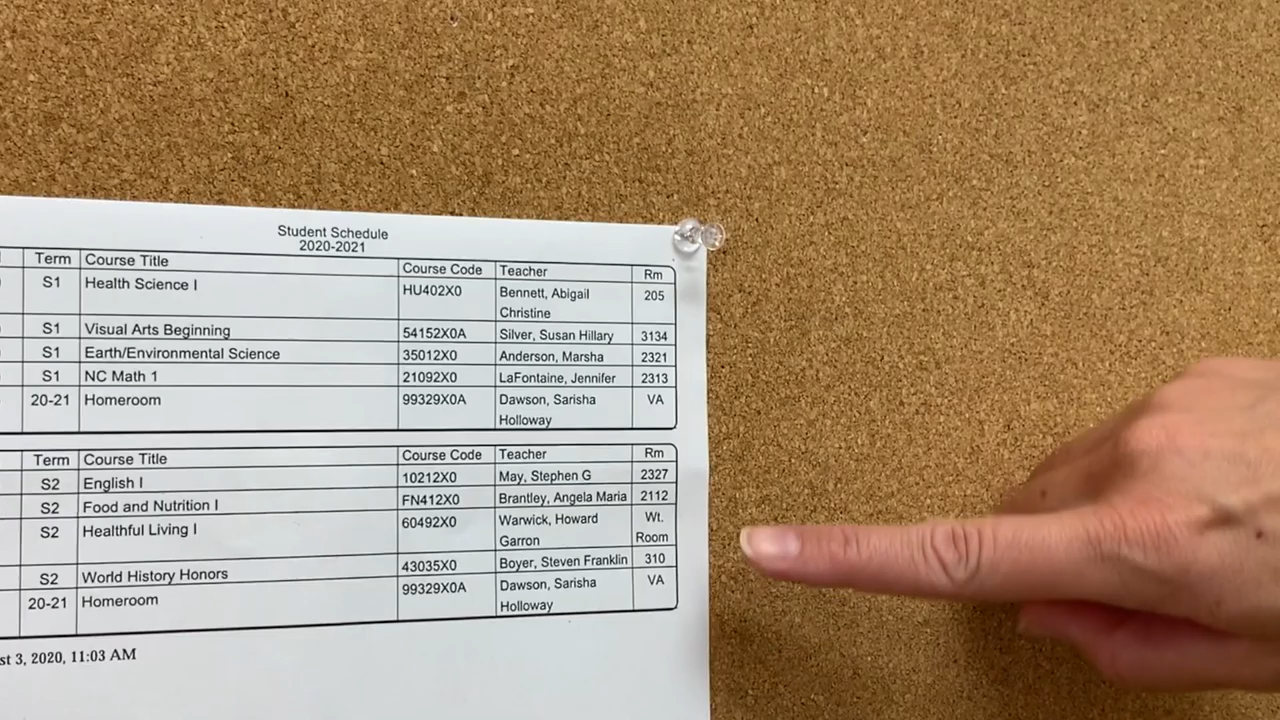 Student Schedule
2020-2021
Term Course Title Course Code Teacher Rm
S1 Health Science I HU402X0 Bennett, Abigail Christine 205
S1 Visual Arts Beginning 54152X0A Silver, Susan Hillary 3134
S1 Earth/Environmental Science 35012X0 Anderson, Marsha 2321
S1 NC Math 1 21092X0 LaFontaine, Jennifer 2313
20-21 Homeroom 99329X0A Dawson, Sarisha Holloway VA
Term Course Title Course Code Teacher Rm
S2 English I 10212X0 May, Stephen G 2327
S2 Food and Nutrition I FN412X0 Brantley, Angela Maria 2112
S2 Healthful Living I 60492X0 Warwick, Howard Garron Wt. Room
S2 World History Honors 43035X0 Boyer, Steven Franklin 310
20-21 Homeroom 99329X0A Dawson, Sarisha Holloway VA
st 3, 2020, 11:03 AM